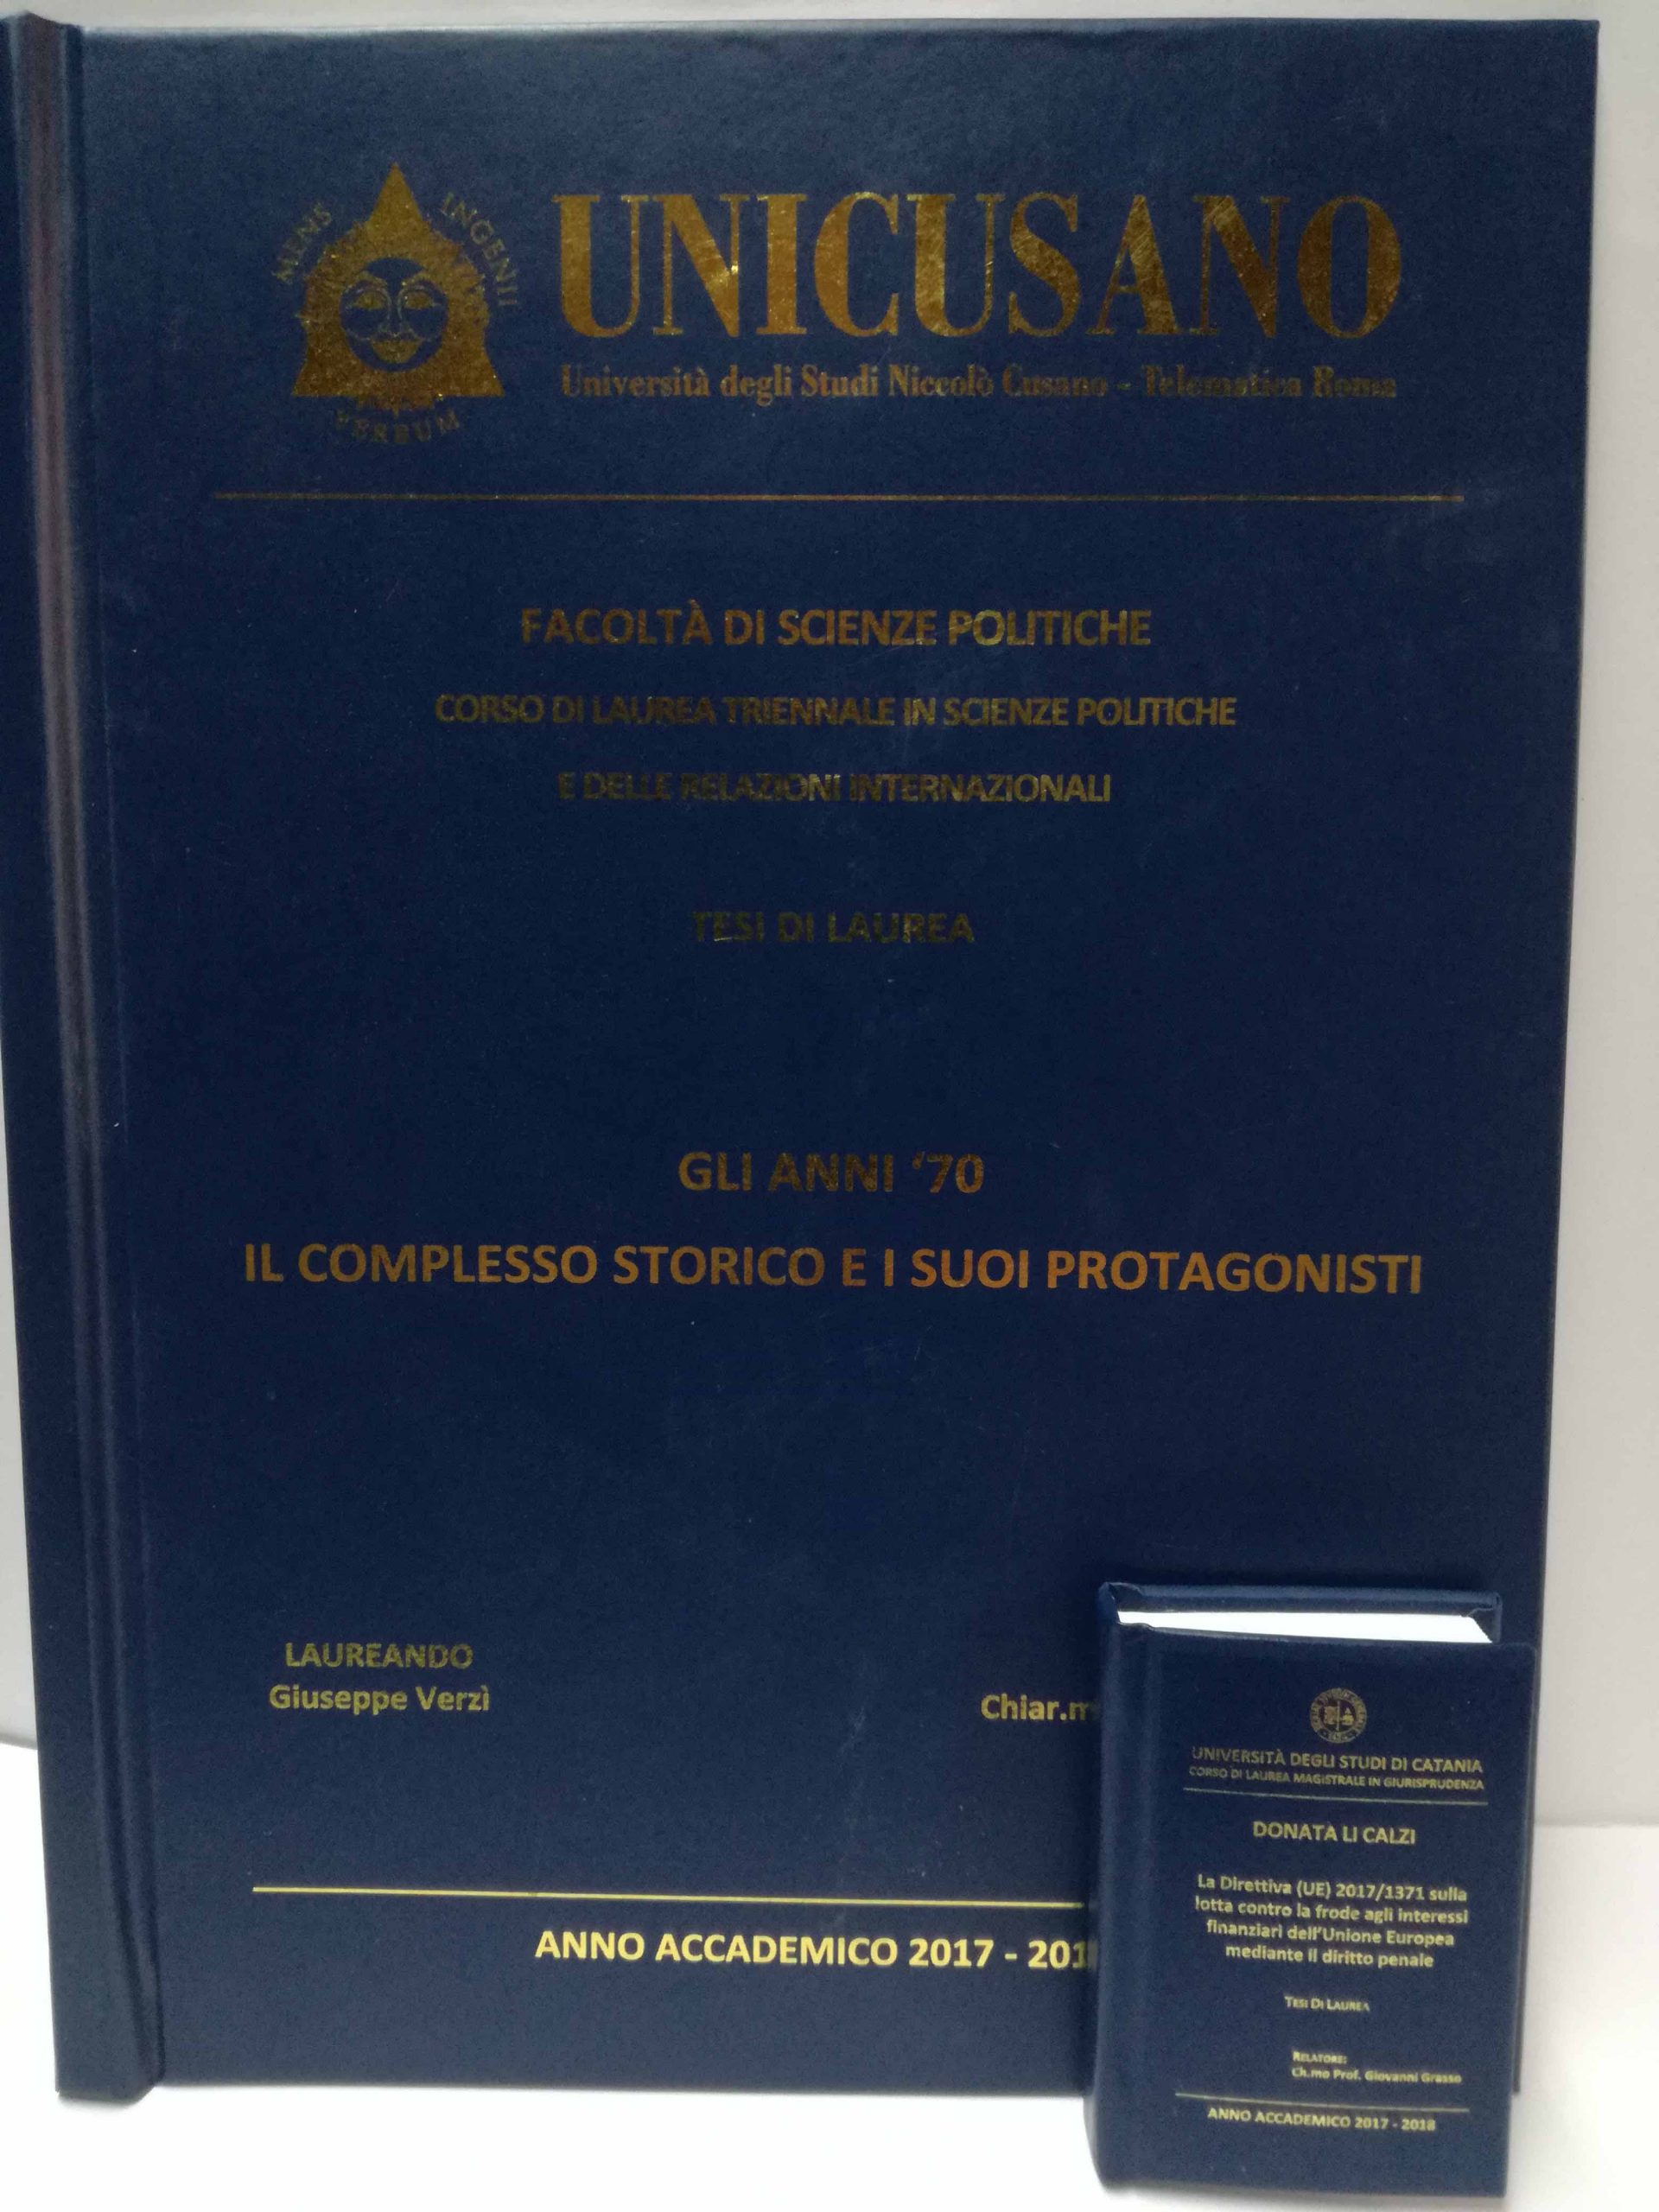 MENS INGENII
VERBUM
UNICUSANO
Università degli Studi Niccolò Cusano - Telematica Roma
FACOLTÀ DI SCIENZE POLITICHE
CORSO DI LAUREA TRIENNALE IN SCIENZE POLITICHE
E DELLE RELAZIONI INTERNAZIONALI
TESI DI LAUREA
GLI ANNI ‘70
IL COMPLESSO STORICO E I SUOI PROTAGONISTI
LAUREANDO
Giuseppe Verzì
ANNO ACCADEMICO 2017 -
UNIVERSITÀ DEGLI STUDI DI CATANIA
CORSO DI LAUREA MAGISTRALE IN GIURISPRUDENZA
DONATA LI CALZI
La Direttiva (UE) 2017/1371 sulla
lotta contro la frode agli interessi
finanziari dell'Unione Europea
mediante il diritto penale
TESI DI LAUREA
RELATORE:
Ch.mo Prof. Giovanni Grasso
ANNO ACCADEMICO 2017 - 2018